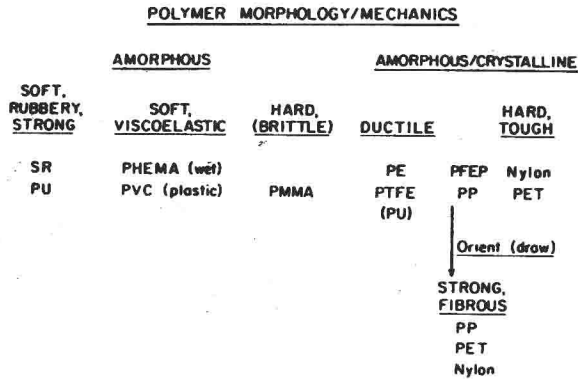 POLYMER MORPHOLOGY/MECHANICS
AMORPHOUS AMORPHOUS/CRYSTALLINE
SOFT,
RUBBERY, SOFT, HARD, HARD,
STRONG VISCOELASTIC (BRITTLE) DUCTILE TOUGH
SR PHEMA (wet) PE PFEP Nylon
PU PVC (plastic) PMMA PTFE PP PET
(PU)
Orient (draw)
STRONG,
FIBROUS
PP
PET
Nylon